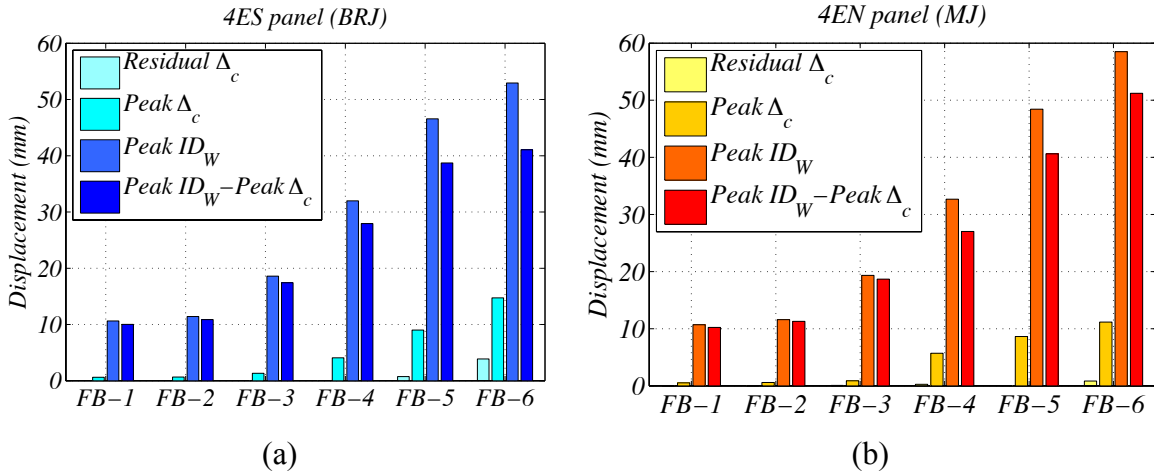 4ES panel (BRJ)
60
50
40
30
20
10
0
Displacement (mm)
Residual Δc
Peak Δc
Peak IDW
Peak IDW−Peak Δc
FB−1 FB−2 FB−3 FB−4 FB−5 FB−6
(a)
4EN panel (MJ)
60
50
40
30
20
10
0
Displacement (mm)
Residual Δc
Peak Δc
Peak IDW
Peak IDW−Peak Δc
FB−1 FB−2 FB−3 FB−4 FB−5 FB−6
(b)